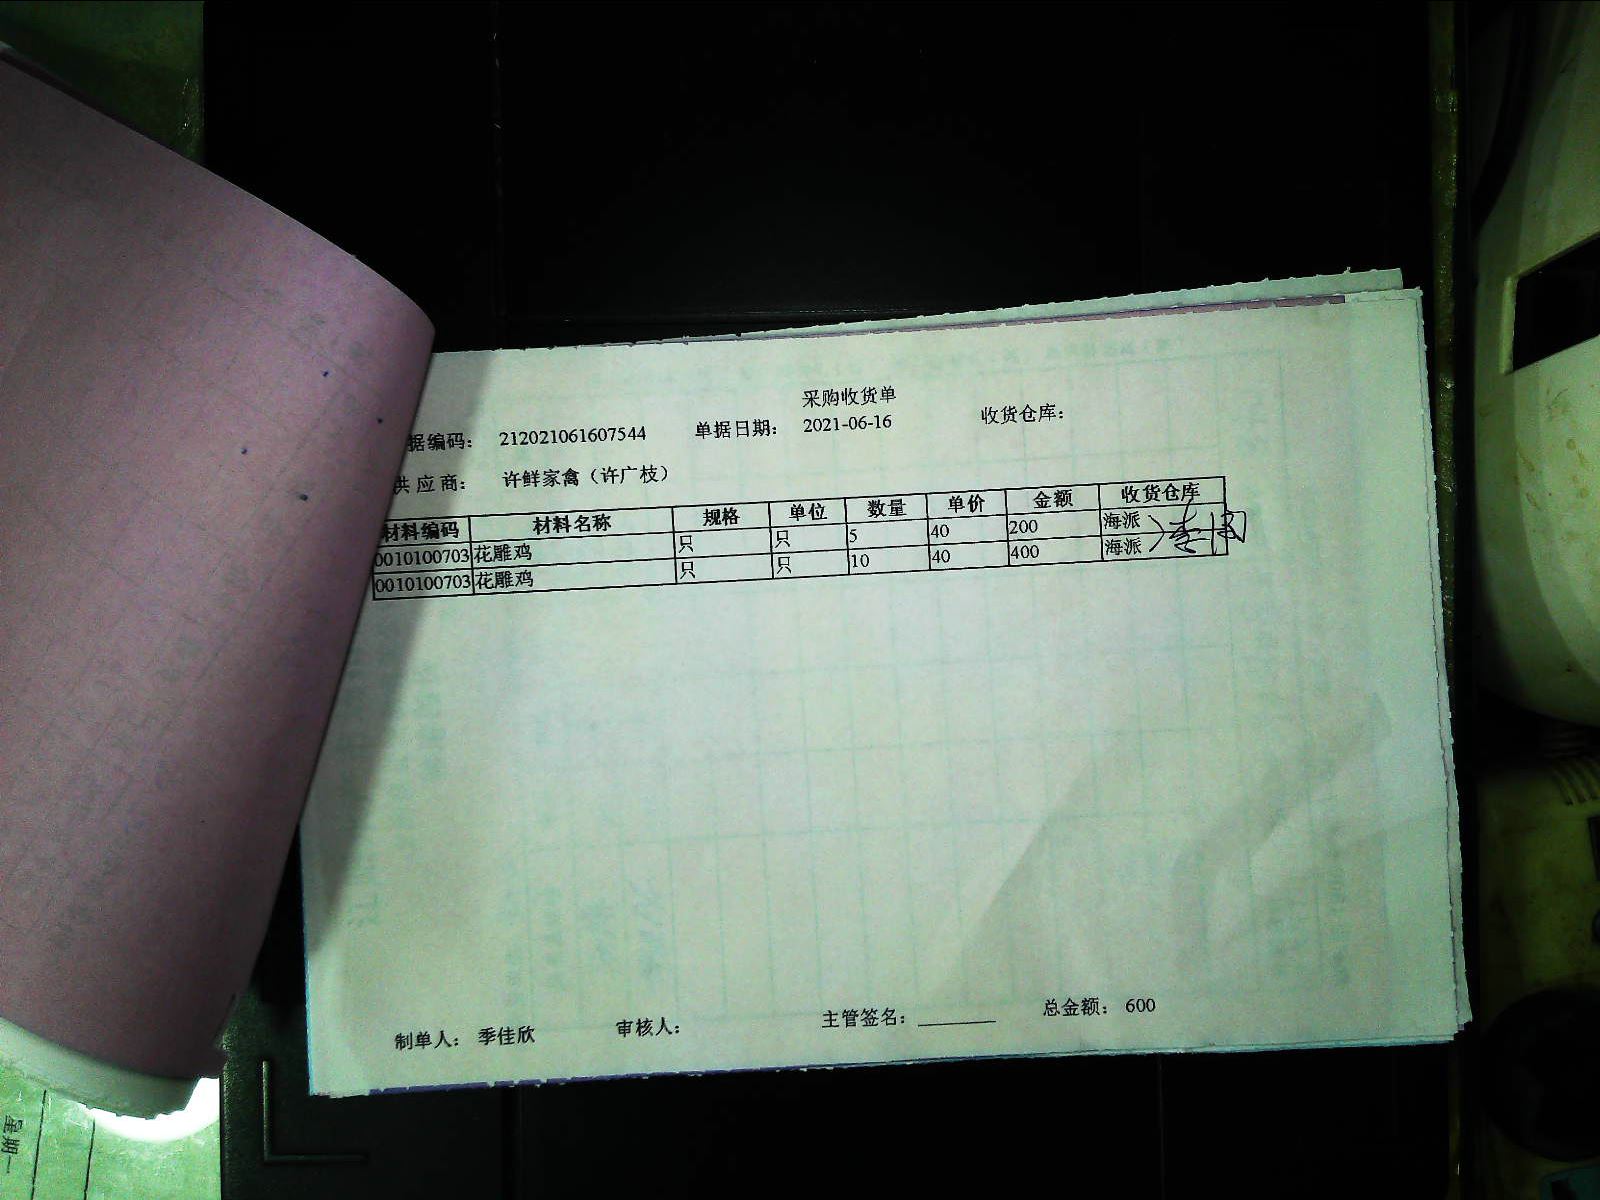 采购收货单
据编码： 212021061607544 单据日期： 2021-06-16 收货仓库：
供应商： 许鲜家禽（许广枝）
材料编码 材料名称 规格 单位 数量 单价 金额 收货仓库
0010100703 花雕鸡 只 只 5 40 200 海派
0010100703 花雕鸡 只 只 10 40 400 海派
制单人： 季佳欣 审核人： 主管签名： 总金额： 600
星期一